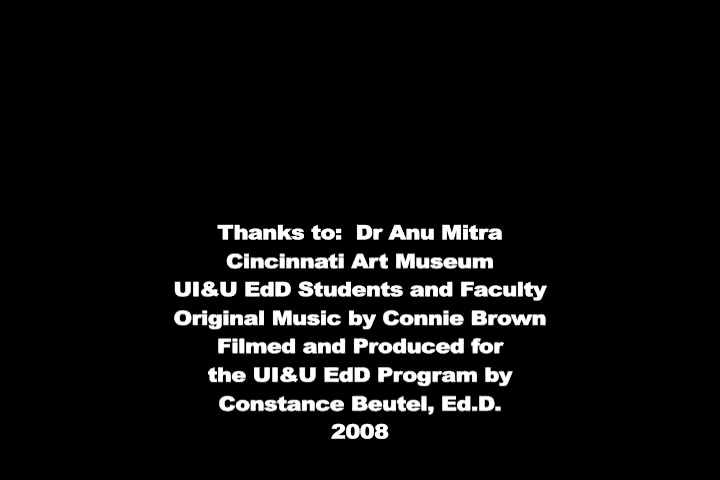 Thanks to:  Dr Anu Mitra
Cincinnati Art Museum
UI&U EdD Students and Faculty
Original Music by Connie Brown
Filmed and Produced for
the UI&U EdD Program by
Constance Beutel, Ed.D.
2008